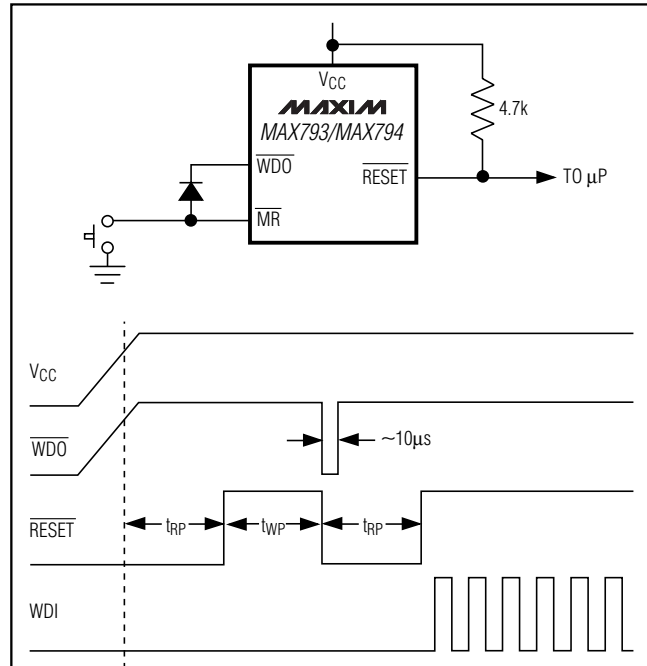 VCC
MAXIM
MAX793/MAX794
4.7k
WDO
RESET
TO μP
MR
VCC
WDO
~10μs
RESET
tRP
tWP
tRP
WDI